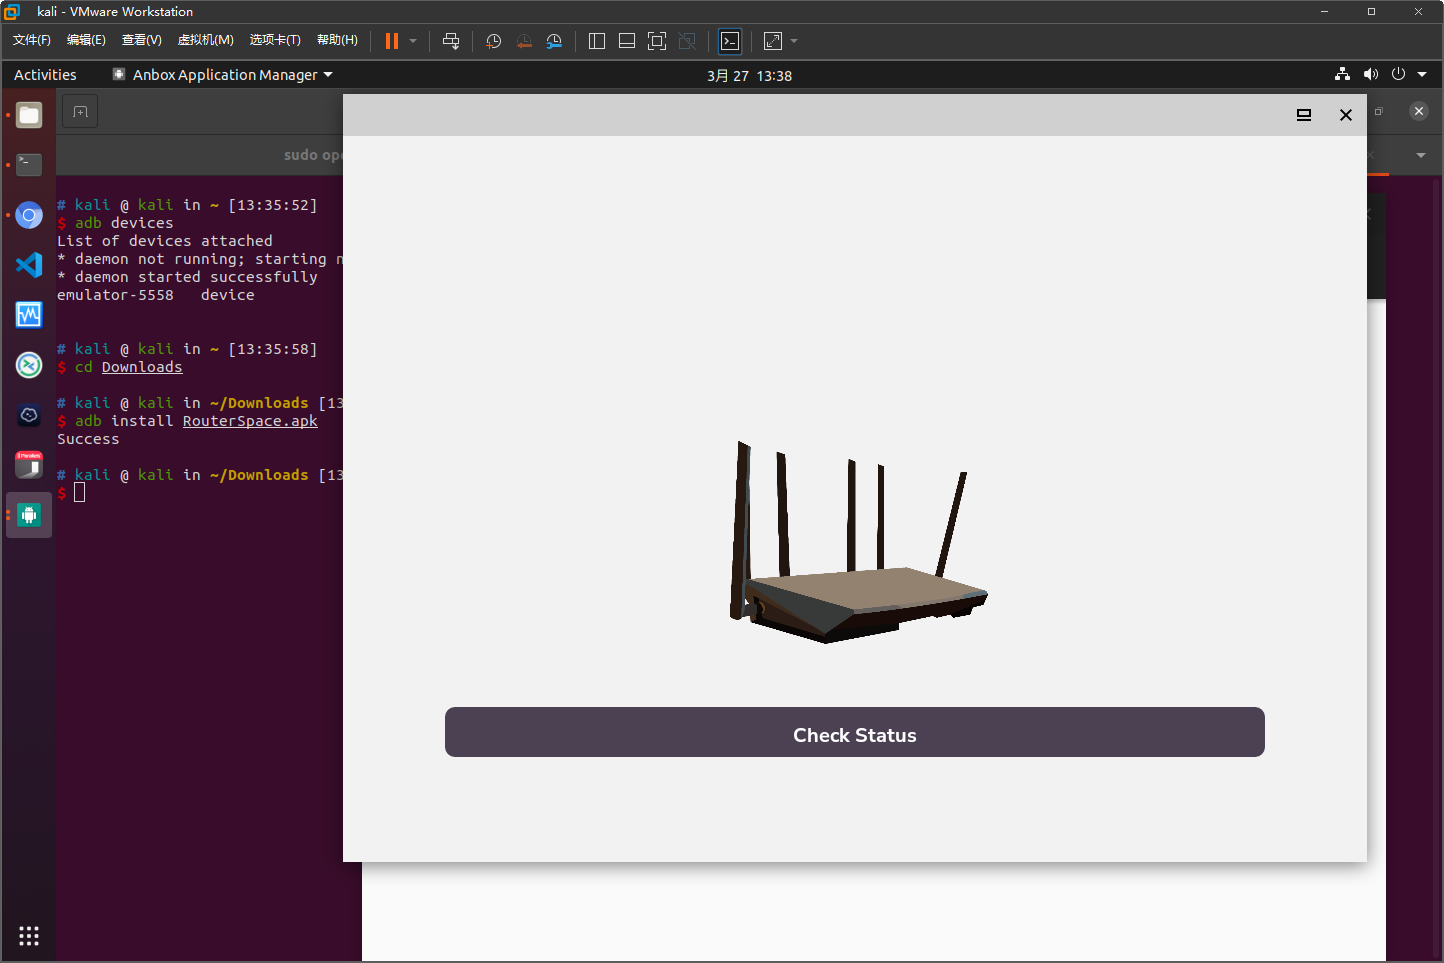 kali - VMware Workstation
文件(F) 编辑(E) 查看(V) 虚拟机(M) 选项卡(T) 帮助(H)
Activities Anbox Application Manager 3月 27 13:38
sudo ope
# kali @ kali in ~ [13:35:52]
$ adb devices
List of devices attached
* daemon not running; starting n
* daemon started successfully
emulator-5558 device
# kali @ kali in ~ [13:35:58]
$ cd Downloads
# kali @ kali in ~/Downloads [13
$ adb install RouterSpace.apk
Success
# kali @ kali in ~/Downloads [13
$
Check Status